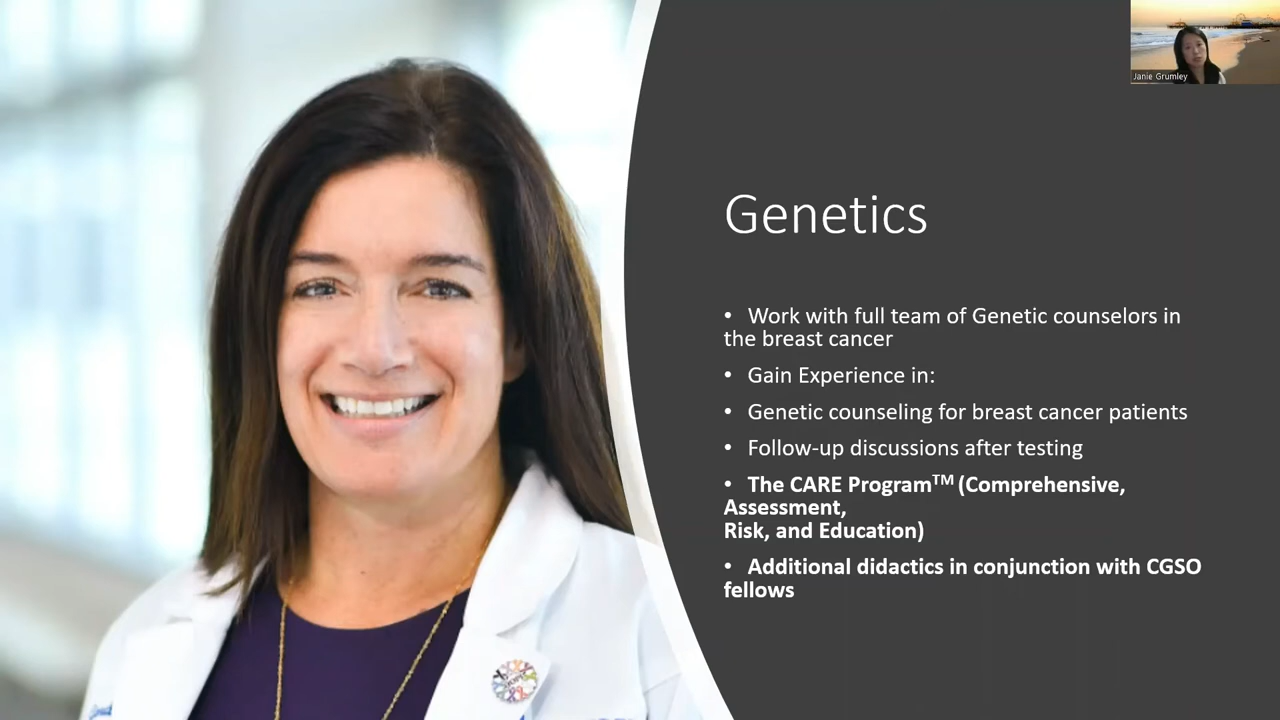 Janie Grumley
Genetics
• Work with full team of Genetic counselors in
the breast cancer
• Gain Experience in:
• Genetic counseling for breast cancer patients
• Follow-up discussions after testing
• The CARE Program™ (Comprehensive,
Assessment,
Risk, and Education)
• Additional didactics in conjunction with CGSO
fellows